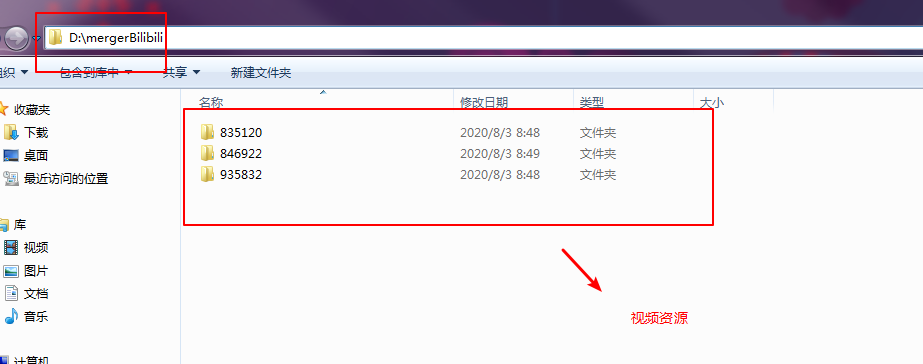 D:\mergerBilibili
组织 包含到库中 共享 新建文件夹
收藏夹
下载
桌面
最近访问的位置
库
视频
图片
文档
音乐
计算机
名称 修改日期 类型 大小
835120 2020/8/3 8:48 文件夹
846922 2020/8/3 8:49 文件夹
935832 2020/8/3 8:48 文件夹
视频资源